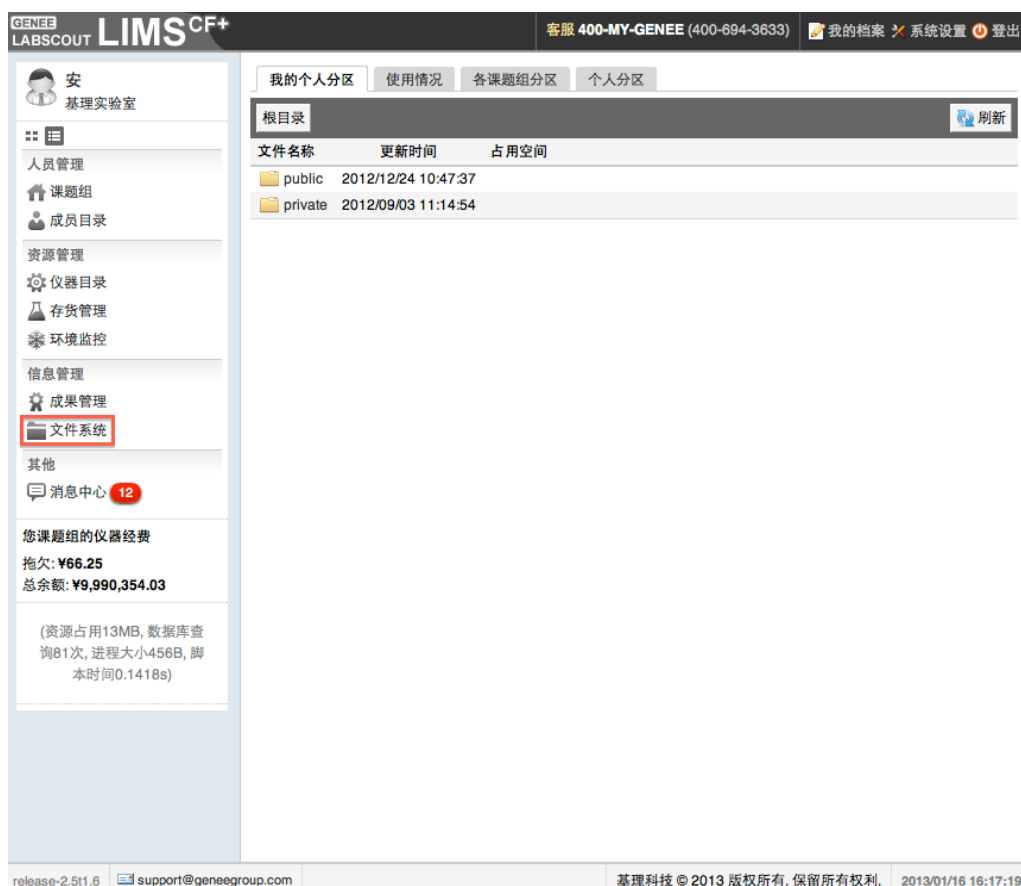 GENEE
LABSCOUT LIMS CF+
客服 400-MY-GENEE (400-694-3633) 我的档案 系统设置 登出
安
基理实验室
人员管理
课题组
成员目录
资源管理
仪器目录
存货管理
环境监控
信息管理
成果管理
文件系统
其他
消息中心 12
您课题组的仪器经费
拖欠: ¥66.25
总余额: ¥9,990,354.03
(资源占用13MB, 数据库查
询81次, 进程大小456B, 脚
本时间0.1418s)
我的个人分区 使用情况 各课题组分区 个人分区
根目录 刷新
文件名称 更新时间 占用空间
public 2012/12/24 10:47:37
private 2012/09/03 11:14:54
release-2.5t1.6 support@geneegroup.com 基理科技 © 2013 版权所有. 保留所有权利. 2013/01/16 16:17:19